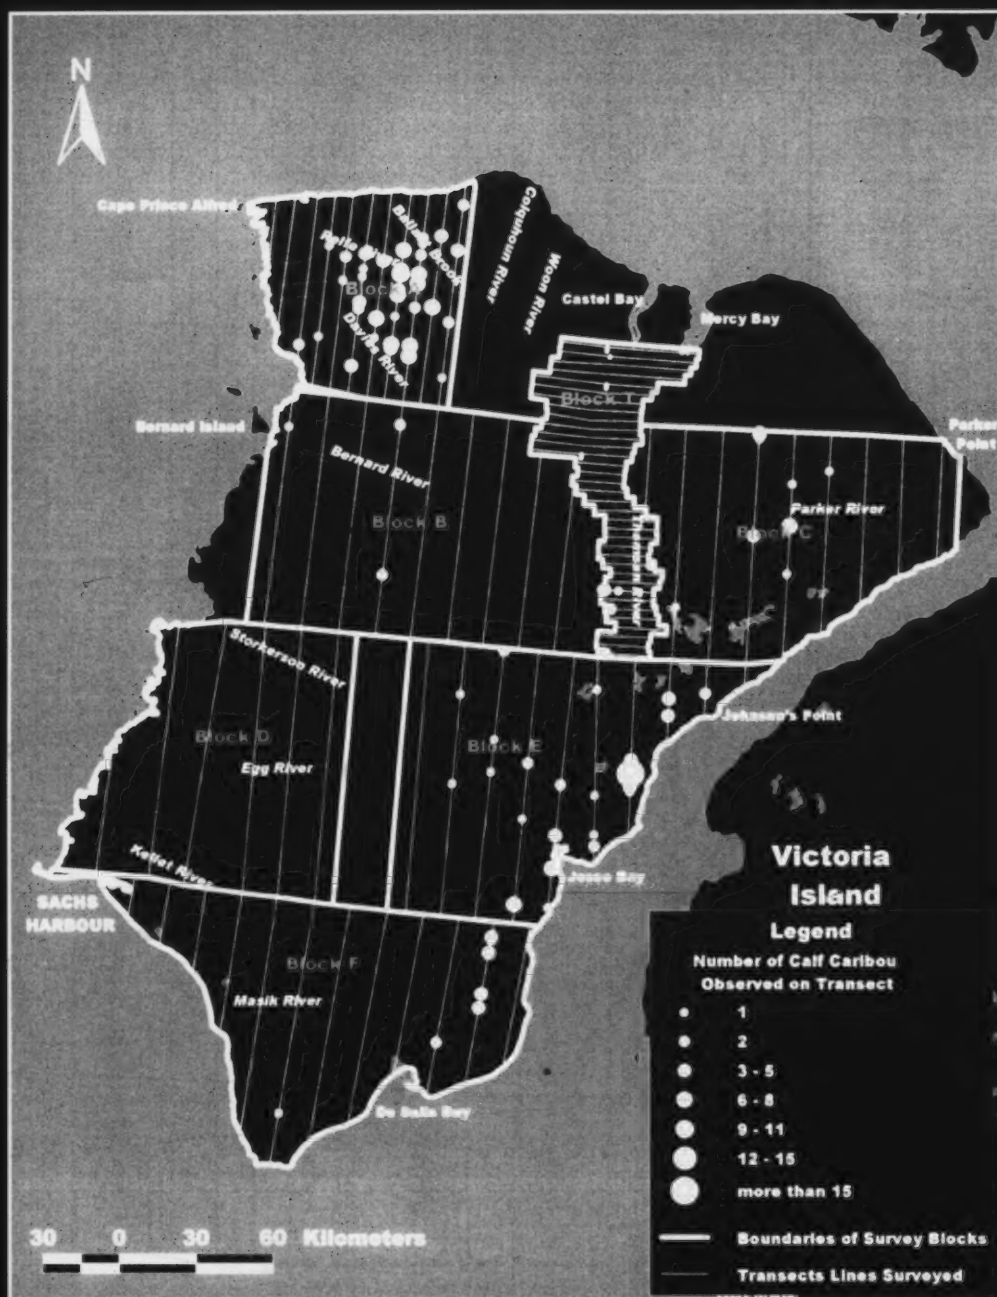 N
Cape Prince Alfred
Colquhoun River
Woon River
Castel Bay
Mercy Bay
Block
River
Block T
Bernard Island
Bernard River
Parker
Point
Block B
Parker River
Block C
Thomsen River
Storkerson River
Block D
Block E
Johnson's Point
Egg River
Kellet River
Jesse Bay
SACHS
HARBOUR
Victoria
Island
Block F
Masik River
De Salis Bay
Legend
Number of Calf Caribou
Observed on Transect
1
2
3 - 5
6 - 8
9 - 11
12 - 15
more than 15
Boundaries of Survey Blocks
Transects Lines Surveyed
30 0 30 60 Kilometers